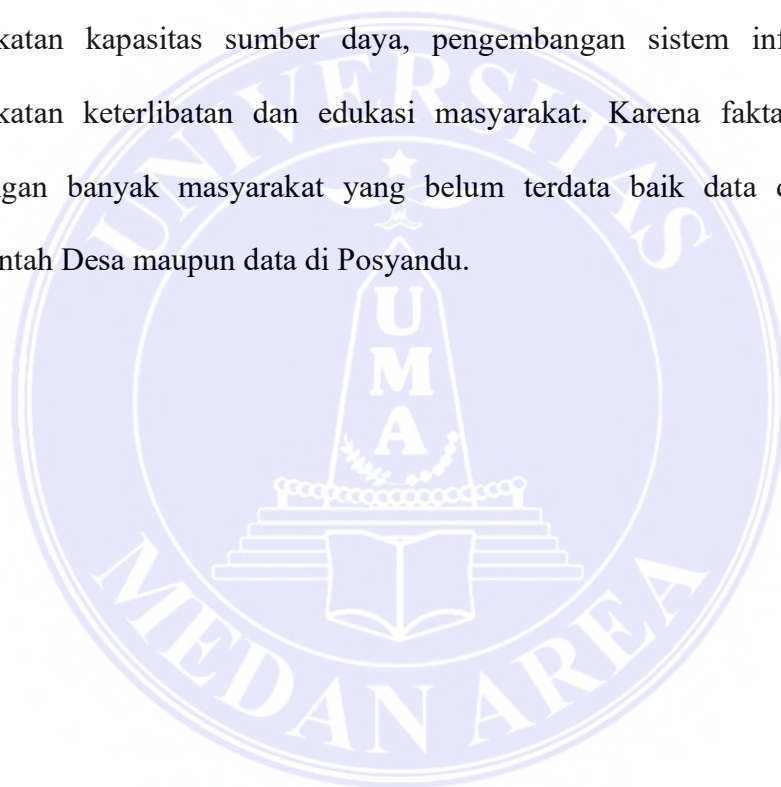 katan kapasitas sumber daya, pengembangan sistem inf
katan keterlibatan dan edukasi masyarakat. Karena fakta
ngan banyak masyarakat yang belum terdata baik data d
ntah Desa maupun data di Posyandu.
UNIVERSITAS
U
M
A
MEDAN AREA